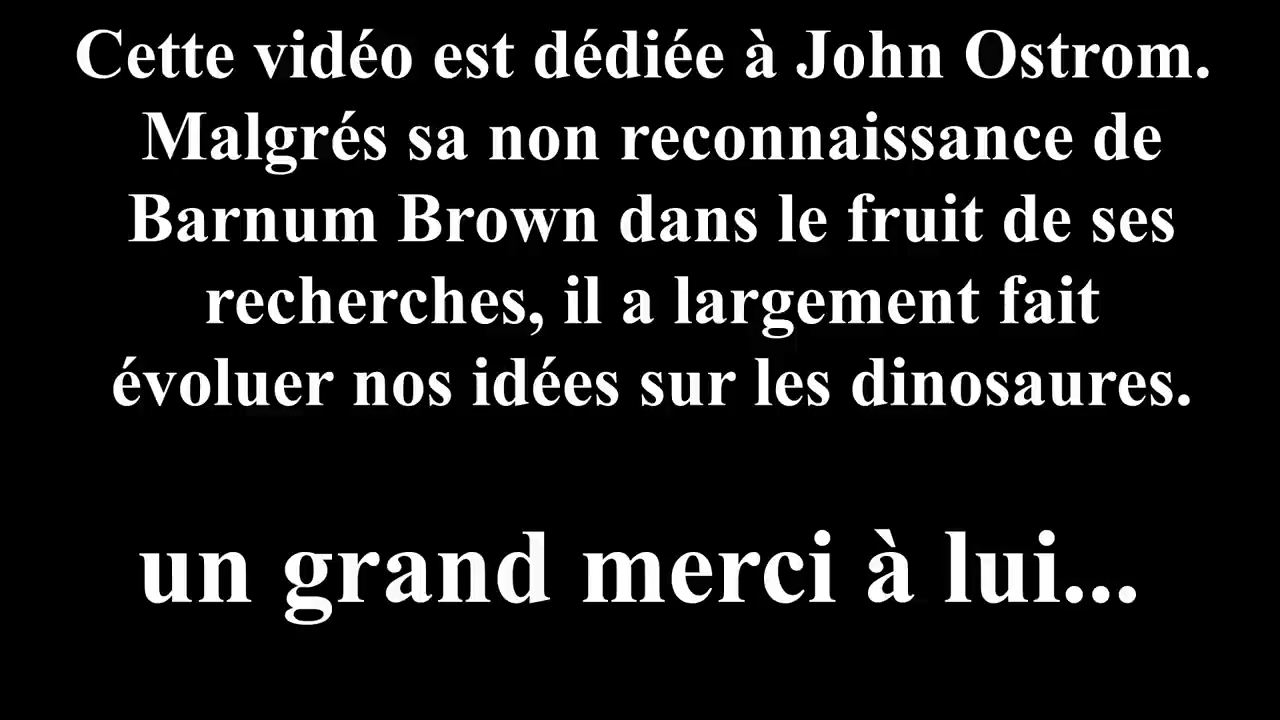 Cette vidéo est dédiée à John Ostrom.
Malgrés sa non reconnaissance de
Barnum Brown dans le fruit de ses
recherches, il a largement fait
évoluer nos idées sur les dinosaures.
un grand merci à lui...